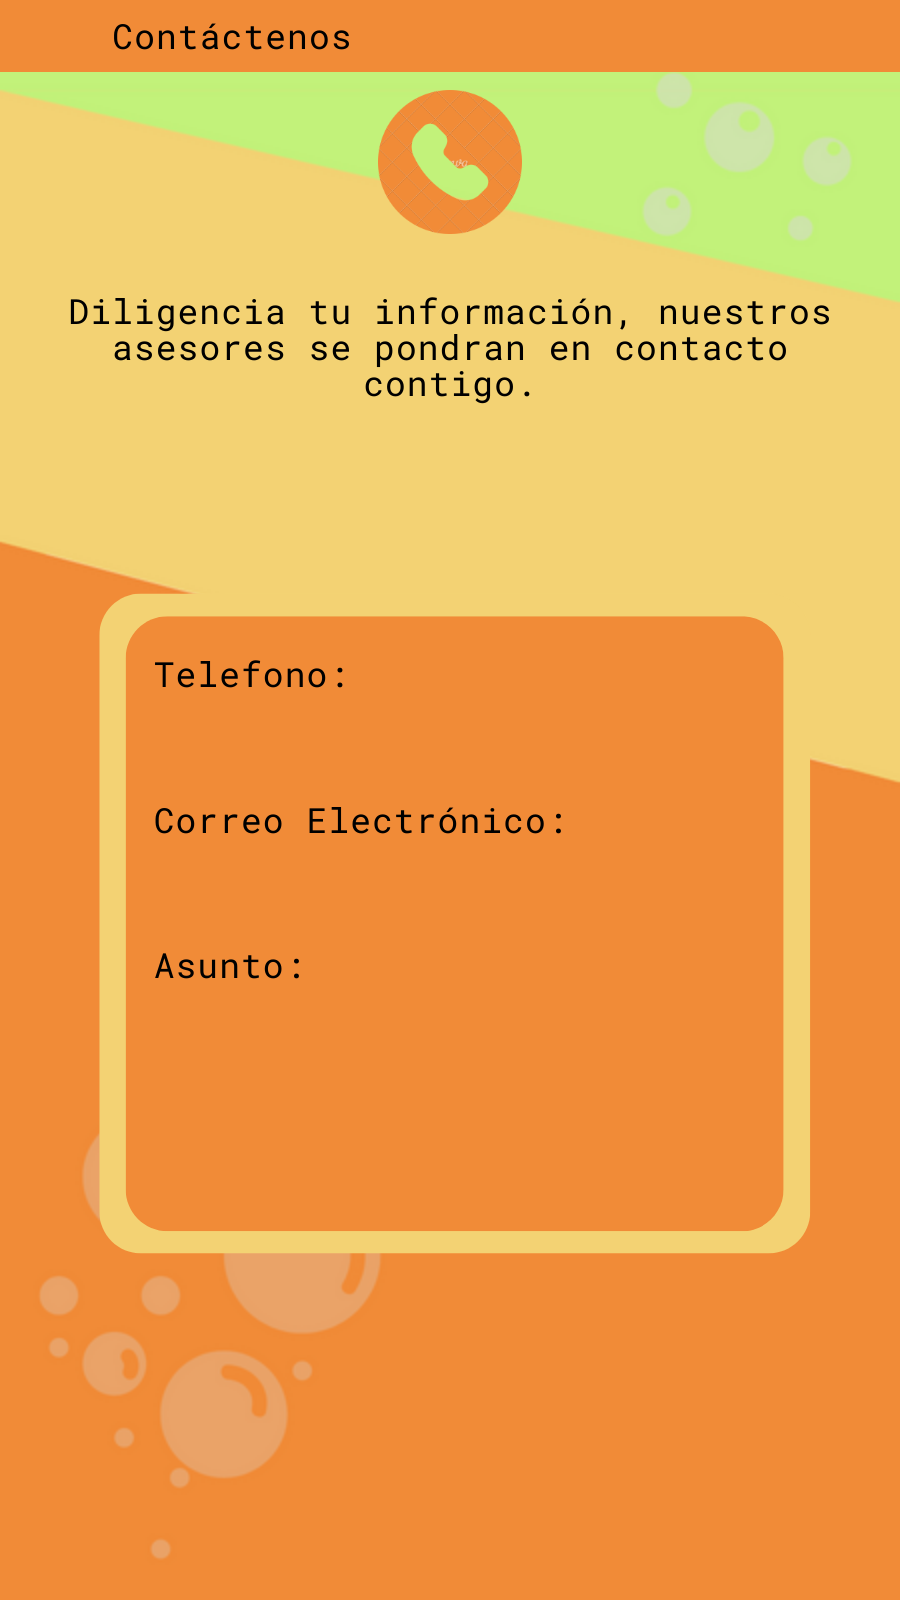 Contáctenos
Diligencia tu información, nuestros
asesores se pondran en contacto
contigo.
Telefono:
Correo Electrónico:
Asunto: